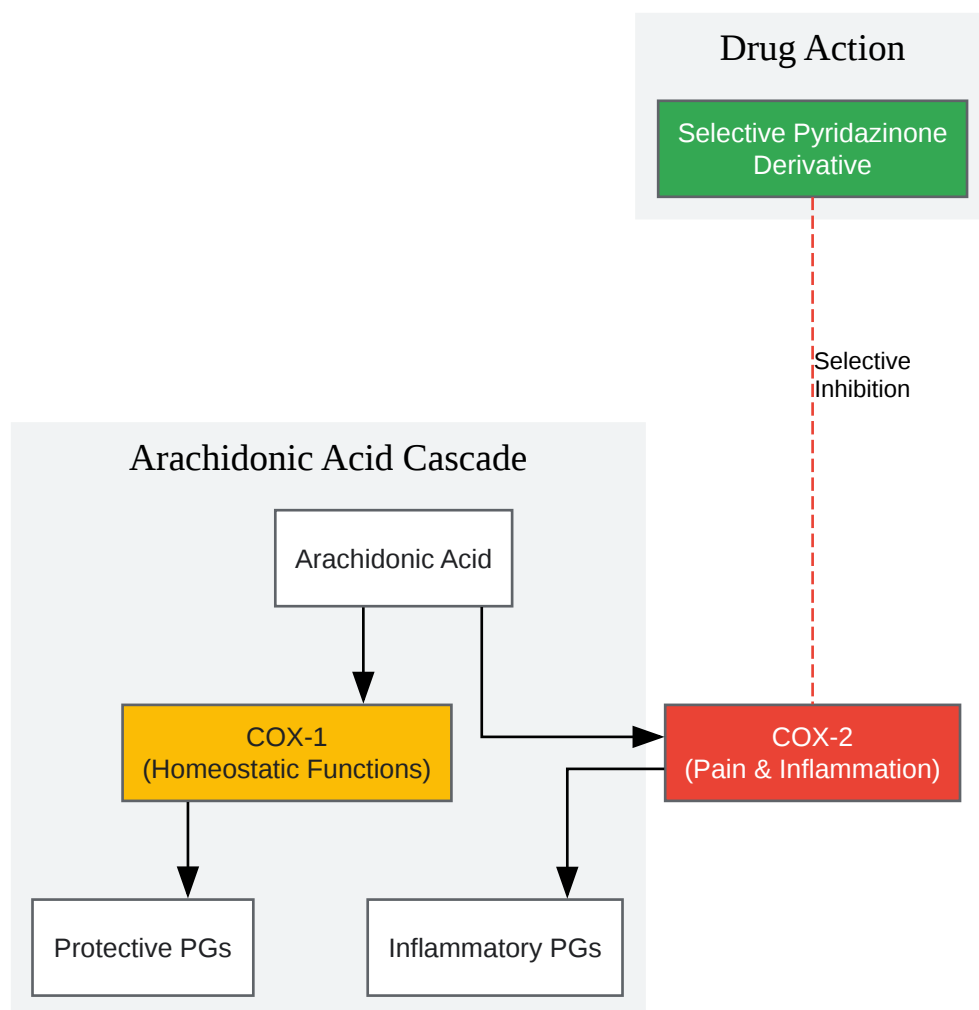 Drug Action
Selective Pyridazinone
Derivative
Selective
Inhibition
Arachidonic Acid Cascade
Arachidonic Acid
COX-1
(Homeostatic Functions)
COX-2
(Pain & Inflammation)
Protective PGs
Inflammatory PGs